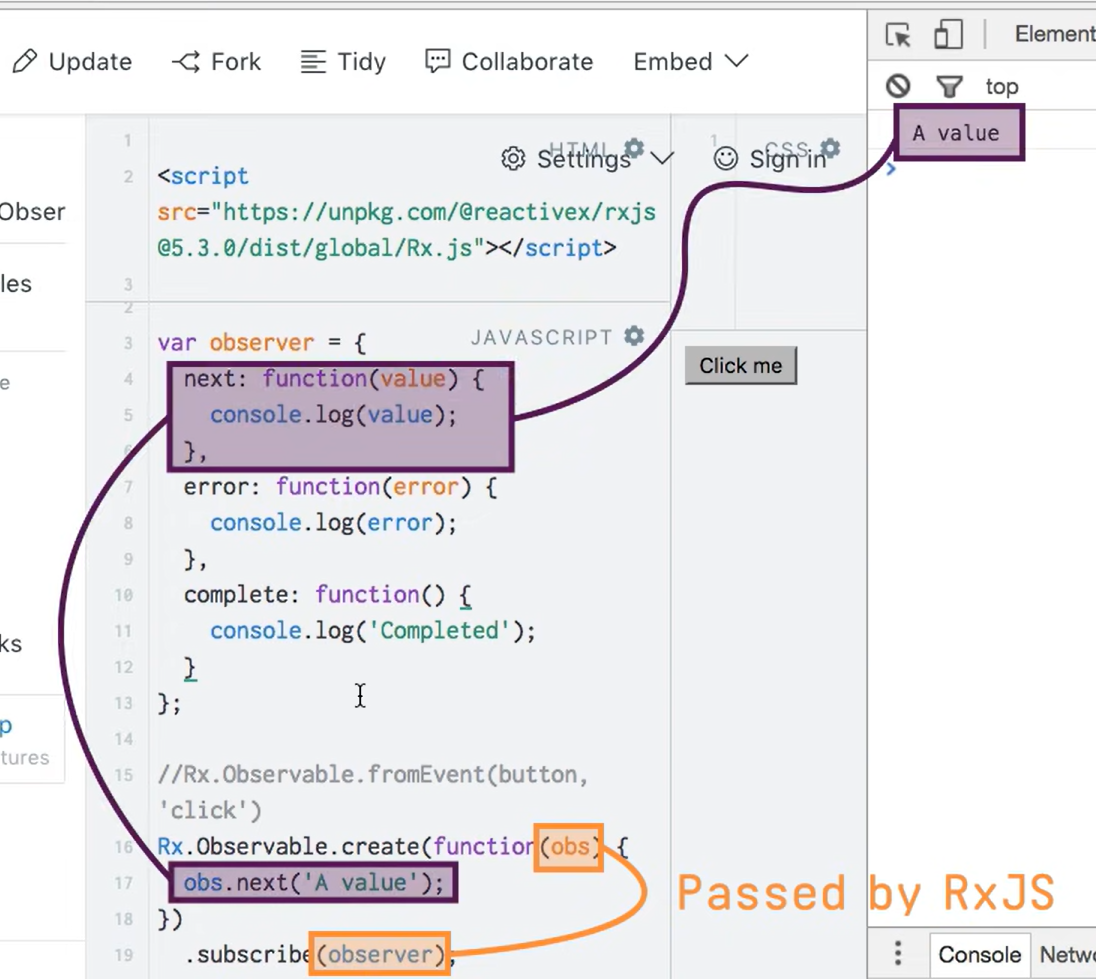 Update Fork Tidy Collaborate Embed
Element
top
A value
HTML
Settings
CSS
Sign in
1
1
2 <script
src="https://unpkg.com/@reactivex/rxjs
@5.3.0/dist/global/Rx.js"></script>
3
Obser
les
e
ks
p
tures
2
JAVASCRIPT
3 var observer = {
4 next: function(value) {
5 console.log(value);
6 },
7 error: function(error) {
8 console.log(error);
9 },
10 complete: function() {
11 console.log('Completed');
12 }
13 };
14
15 //Rx.Observable.fromEvent(button,
'click')
16 Rx.Observable.create(function(obs) {
17 obs.next('A value');
18 })
19 .subscribe(observer);
Click me
Passed by RxJS
Console Netwo